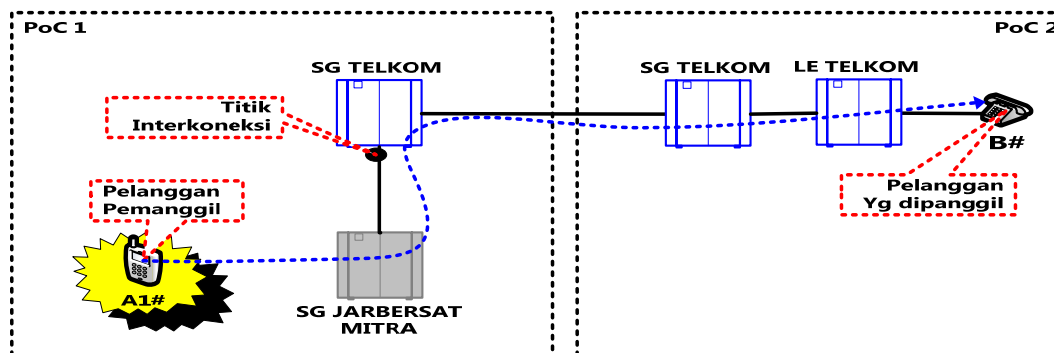 PoC 1
PoC 2
SG TELKOM
SG TELKOM
LE TELKOM
Titik
Interkoneksi
B#
Pelanggan
Pemanggil
Pelanggan
Yg dipanggil
A1#
SG JARBERSAT
MITRA